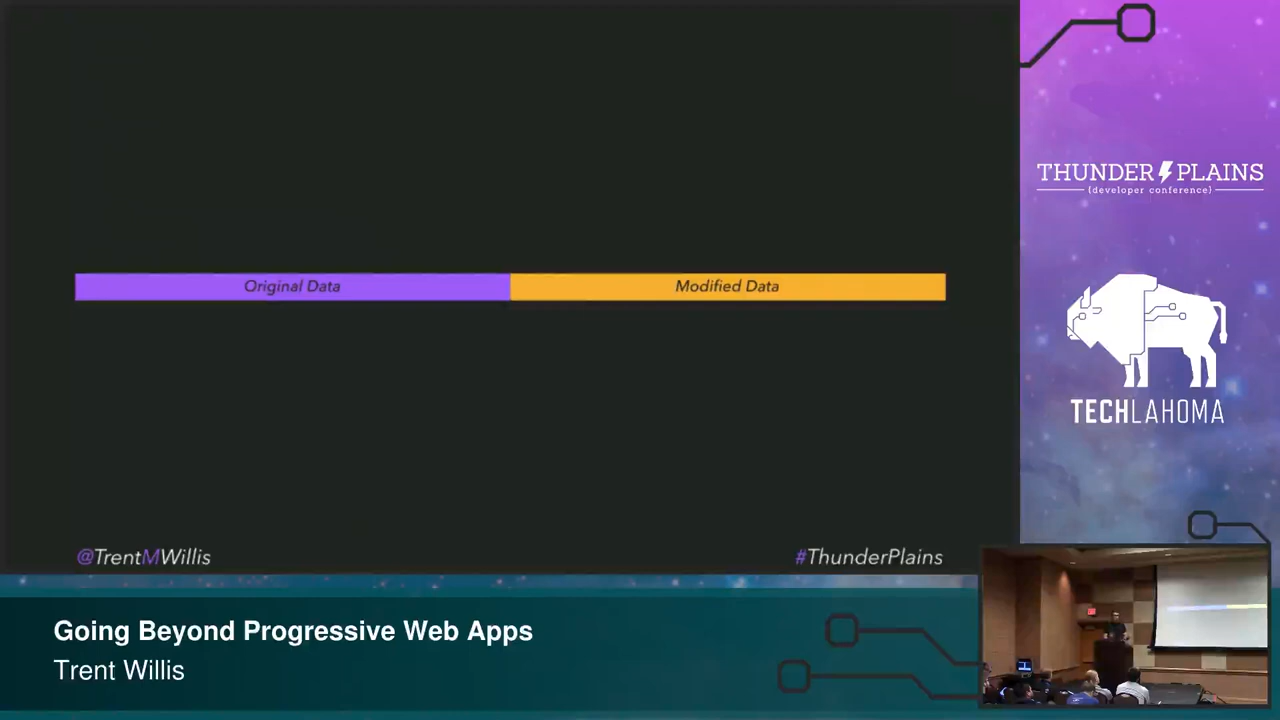 Original Data
Modified Data
@TrentMWillis
#ThunderPlains
THUNDER PLAINS
{developer conference}
TECHLAHOMA
Going Beyond Progressive Web Apps
Trent Willis